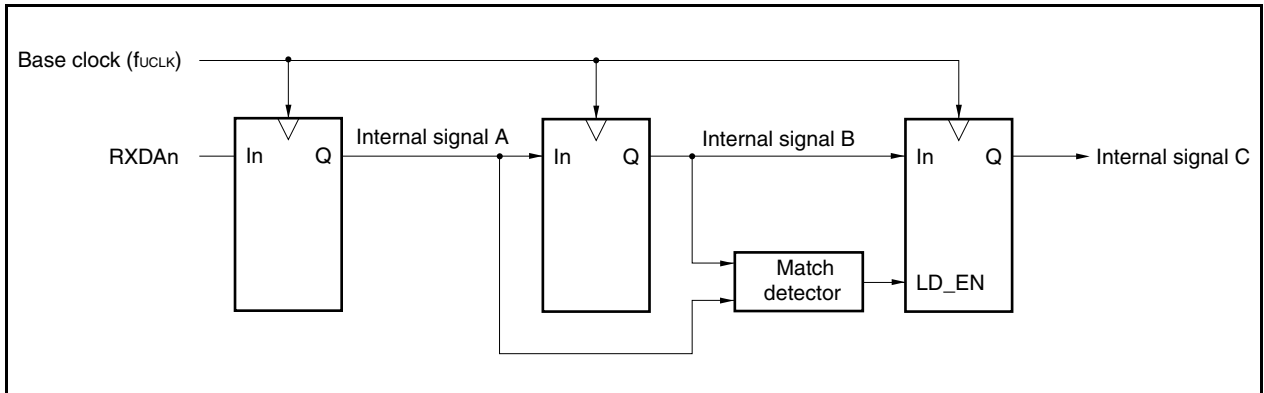 Base clock (fUCLK)
RXDAn
In
Q
Internal signal A
In
Q
Internal signal B
In
Q
Internal signal C
Match
detector
LD_EN